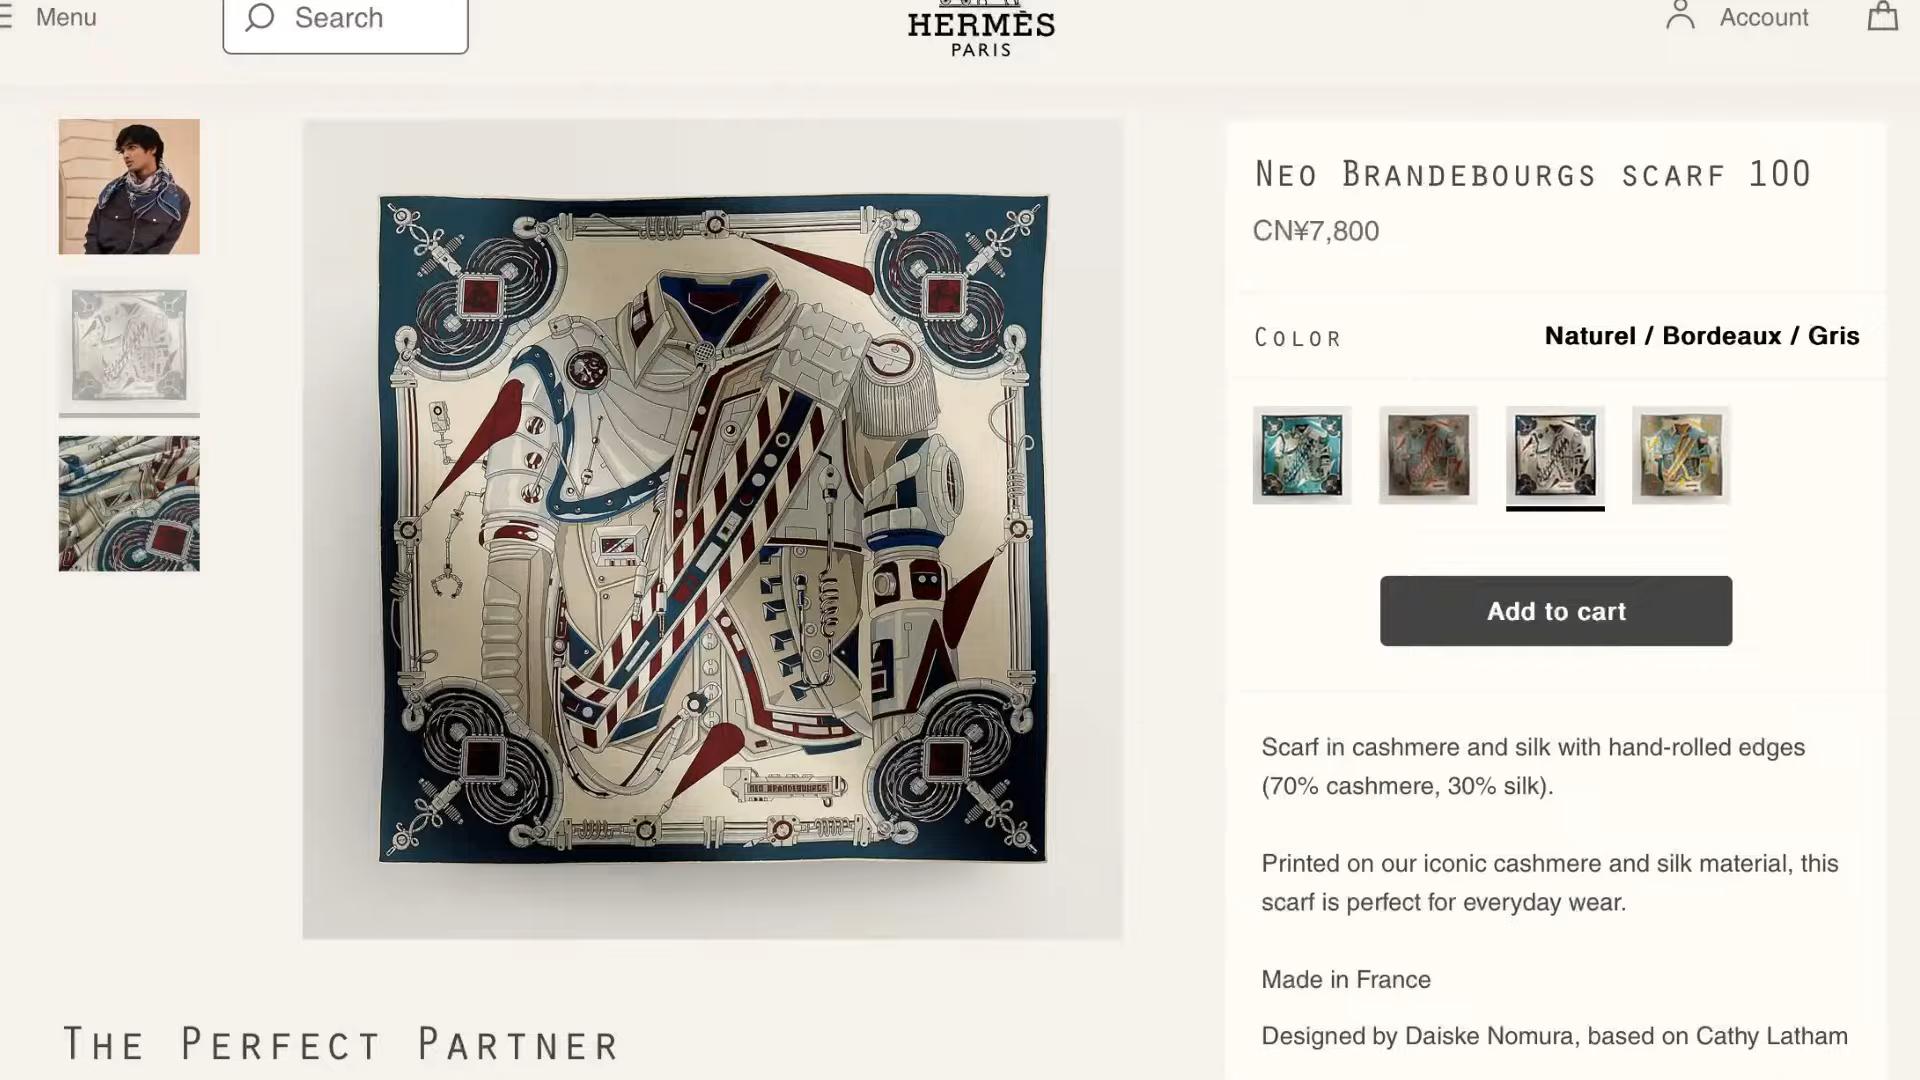 Menu
Search
HERMÈS
PARIS
Account
Neo Brandebourgs scarf 100
CN¥7,800
Color
Naturel / Bordeaux / Gris
Add to cart
Scarf in cashmere and silk with hand-rolled edges
(70% cashmere, 30% silk).
Printed on our iconic cashmere and silk material, this
scarf is perfect for everyday wear.
Made in France
Designed by Daiske Nomura, based on Cathy Latham
NEO BRANDEBOURGS
The Perfect Partner